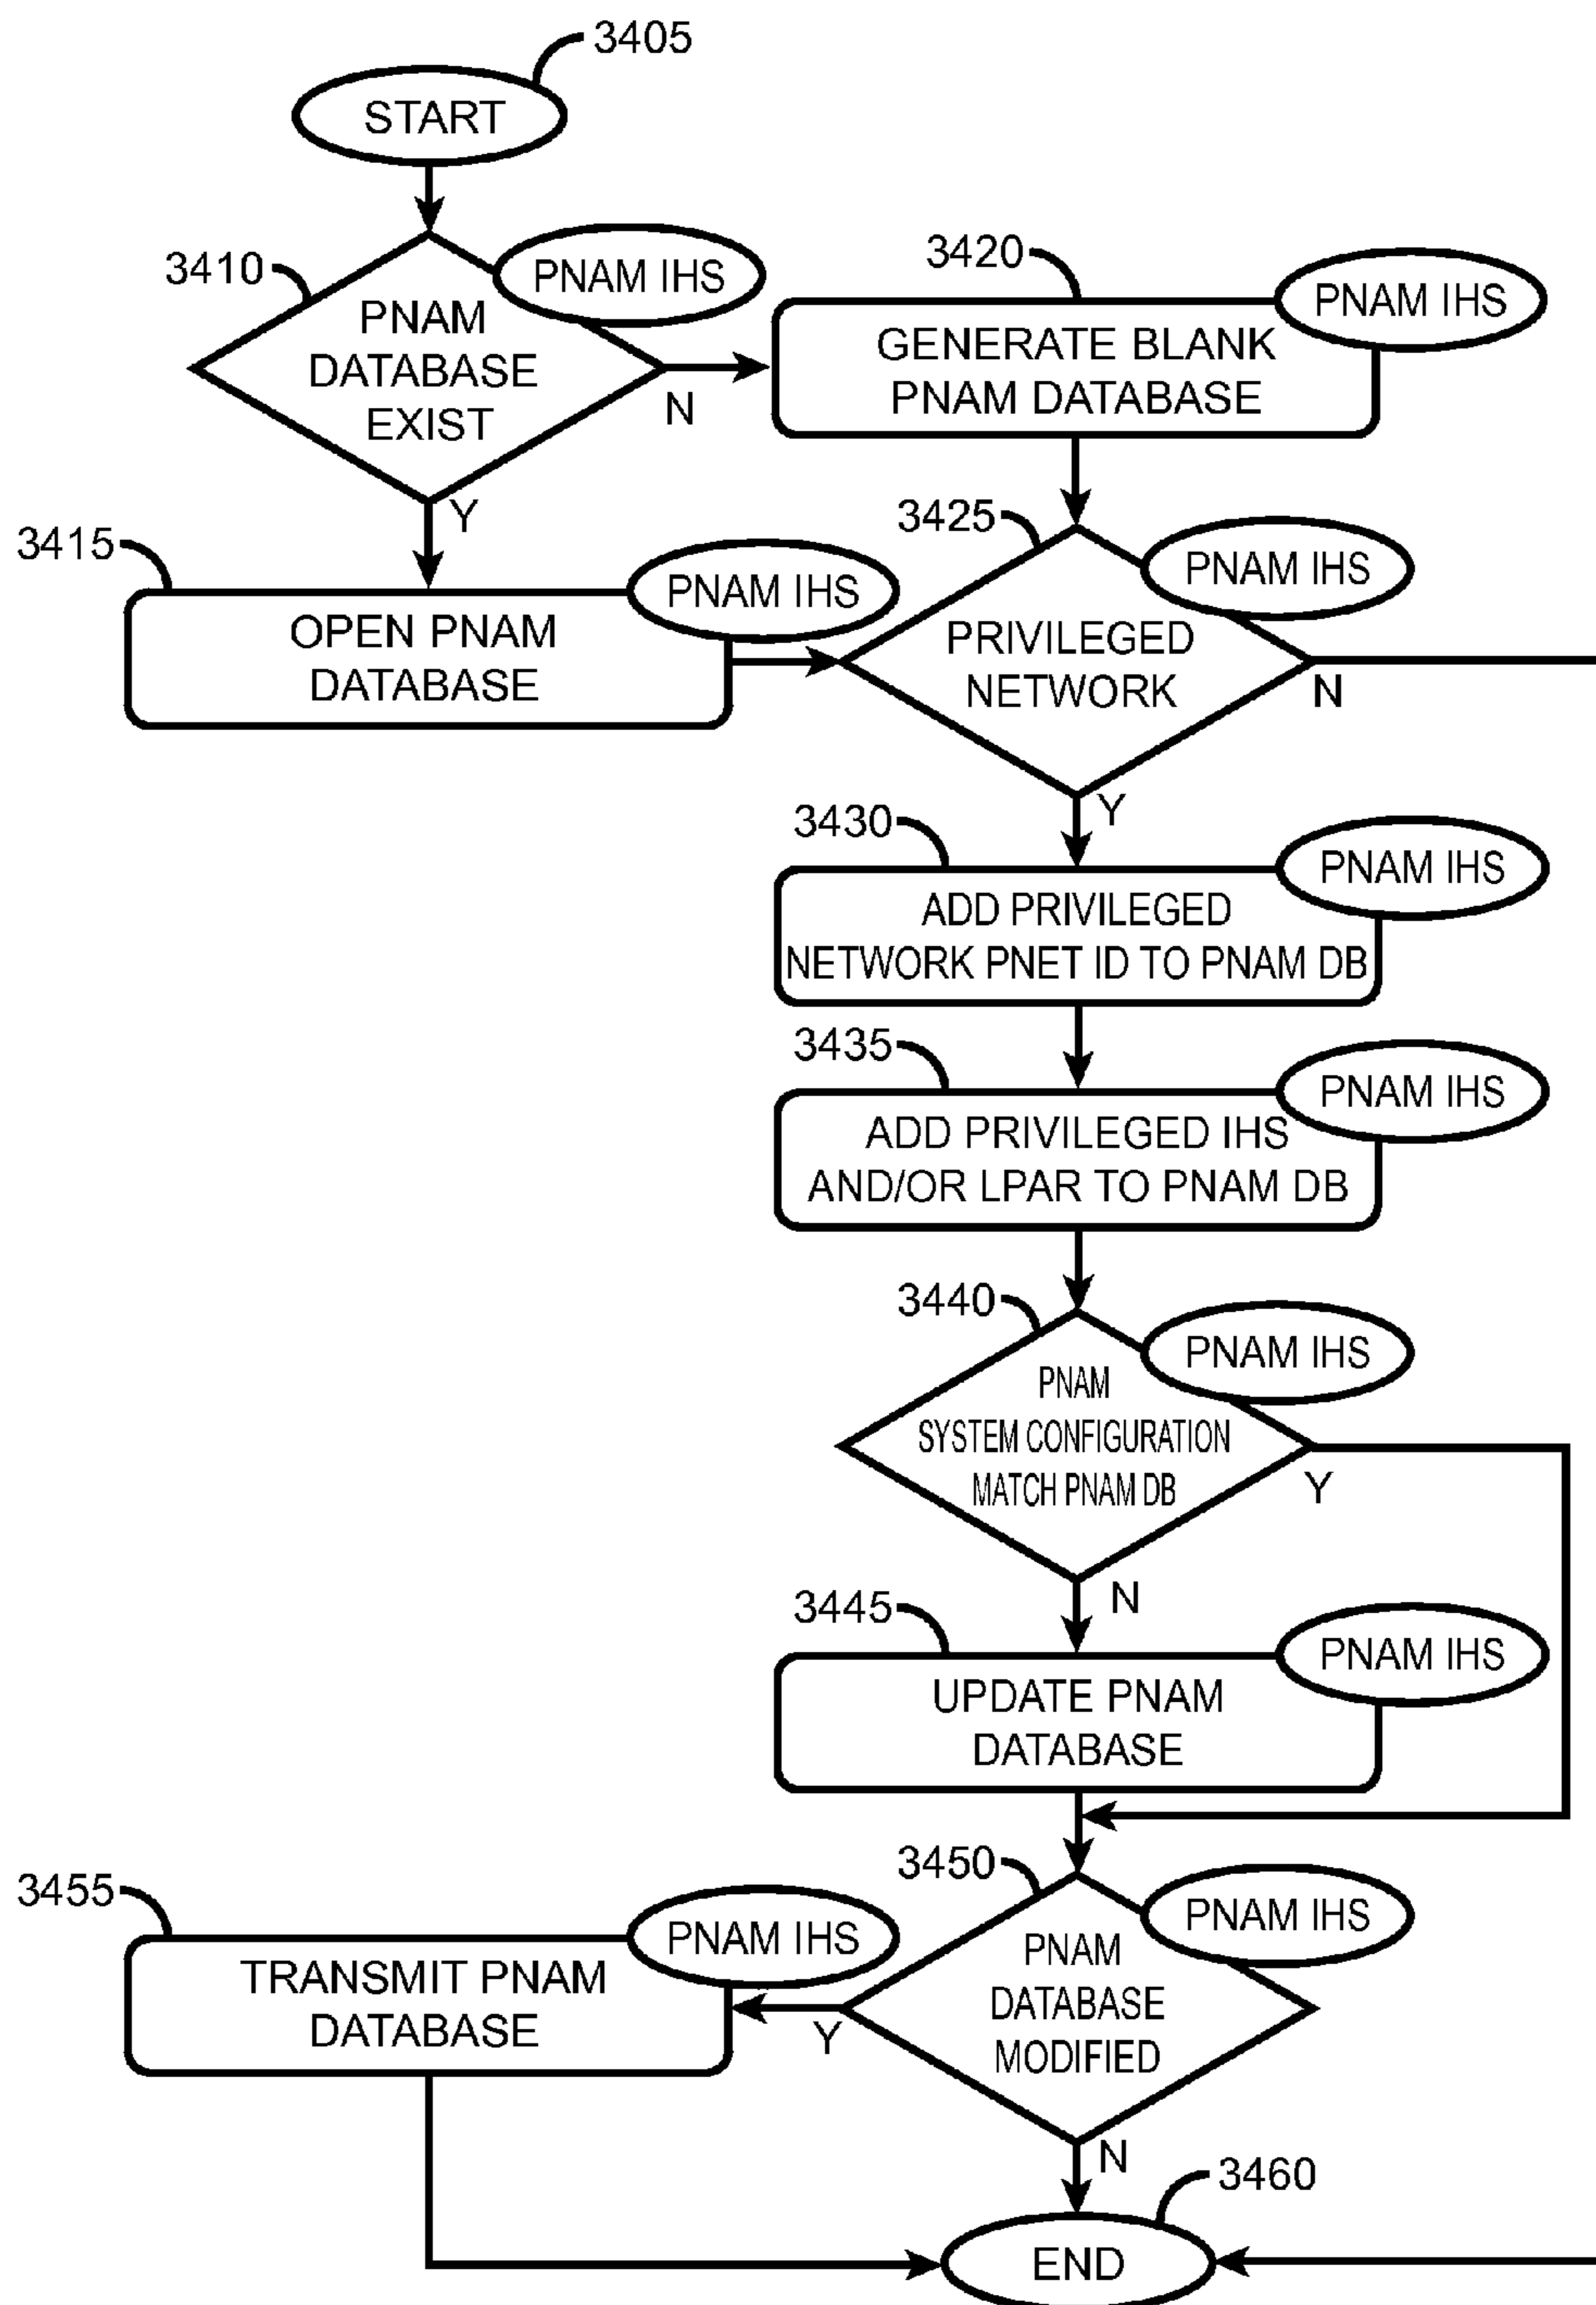 3405
START
3410
PNAM IHS
PNAM
DATABASE
EXIST
N
Y
3420
PNAM IHS
GENERATE BLANK
PNAM DATABASE
3415
PNAM IHS
OPEN PNAM
DATABASE
3425
PNAM IHS
PRIVILEGED
NETWORK
N
Y
3430
PNAM IHS
ADD PRIVILEGED
NETWORK PNET ID TO PNAM DB
3435
PNAM IHS
ADD PRIVILEGED IHS
AND/OR LPAR TO PNAM DB
3440
PNAM IHS
PNAM
SYSTEM CONFIGURATION
MATCH PNAM DB
Y
N
3445
PNAM IHS
UPDATE PNAM
DATABASE
3450
PNAM IHS
PNAM
DATABASE
MODIFIED
Y
N
3455
PNAM IHS
TRANSMIT PNAM
DATABASE
3460
END